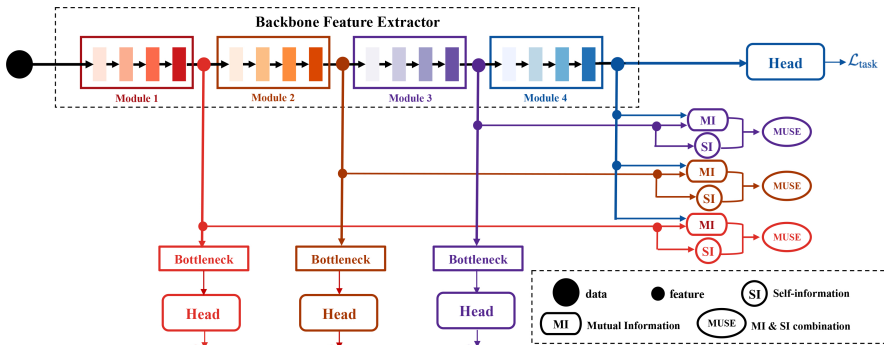 Backbone Feature Extractor
Module 1
Module 2
Module 3
Module 4
Head
ℒtask
MI
SI
MUSE
MI
SI
MUSE
MI
SI
MUSE
Bottleneck
Bottleneck
Bottleneck
Head
Head
Head
data
feature
SI
Self-information
MI
Mutual Information
MUSE
MI & SI combination